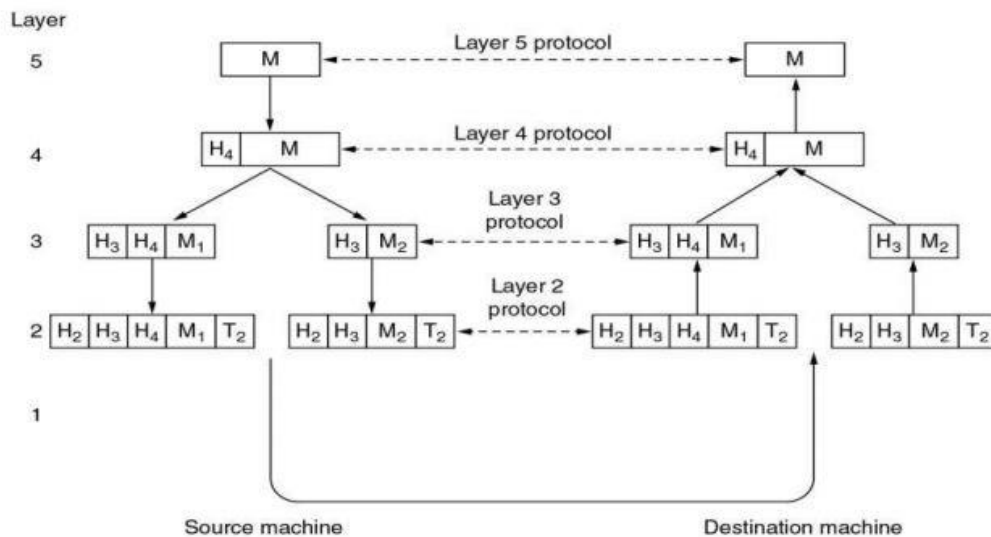 Layer
5
M
Layer 5 protocol
M
4
H₄ M
Layer 4 protocol
H₄ M
3
H₃ H₄ M₁
H₃ M₂
Layer 3
protocol
H₃ H₄ M₁
H₃ M₂
2
H₂ H₃ H₄ M₁ T₂
H₂ H₃ M₂ T₂
Layer 2
protocol
H₂ H₃ H₄ M₁ T₂
H₂ H₃ M₂ T₂
1
Source machine
Destination machine